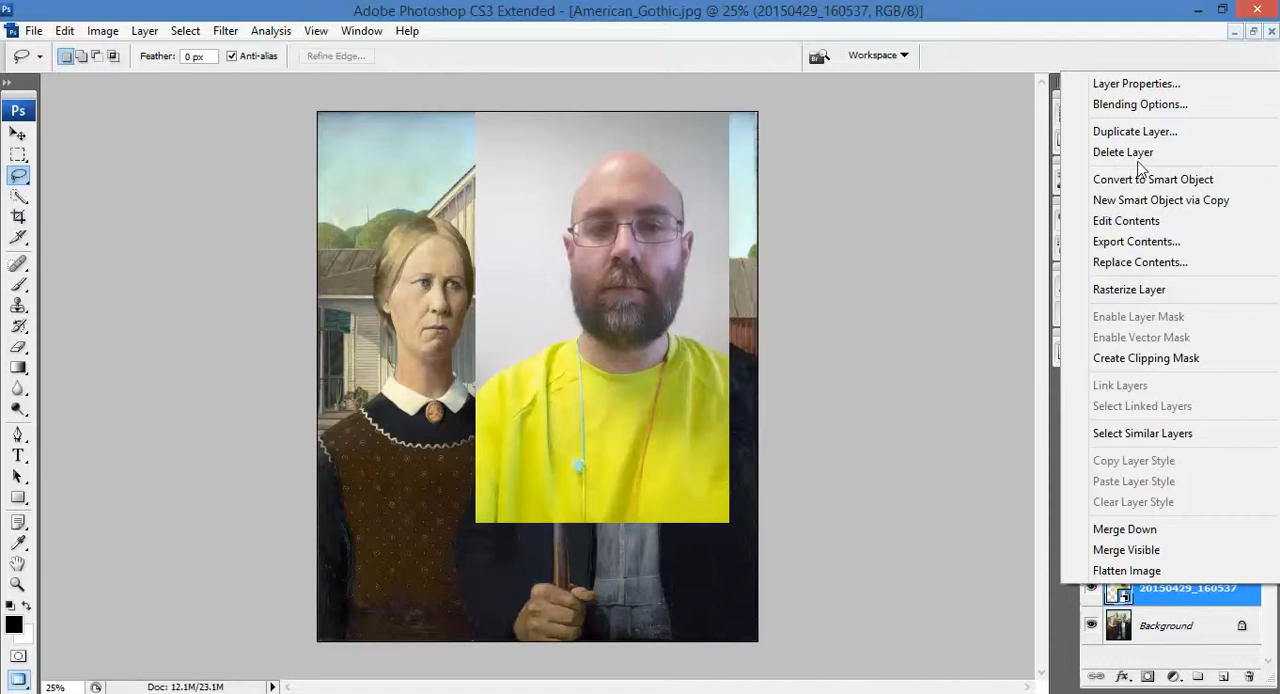 Ps Adobe Photoshop CS3 Extended - [American_Gothic.jpg @ 25% (20150429_160537, RGB/8)]
File Edit Image Layer Select Filter Analysis View Window Help
Feather: 0 px Anti-alias Refine Edge... Br Workspace
Ps
T
Layer Properties...
Blending Options...
Duplicate Layer...
Delete Layer
Convert to Smart Object
New Smart Object via Copy
Edit Contents
Export Contents...
Replace Contents...
Rasterize Layer
Enable Layer Mask
Enable Vector Mask
Create Clipping Mask
Link Layers
Select Linked Layers
Select Similar Layers
Copy Layer Style
Paste Layer Style
Clear Layer Style
Merge Down
Merge Visible
Flatten Image
20150429_160537
Background
25% Doc: 12.1M/23.1M
fx.